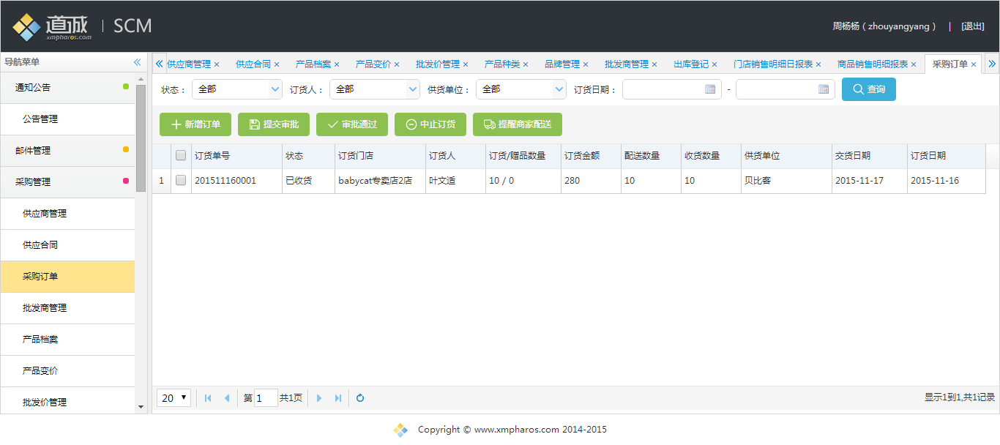 道诚 | SCM
xmpharos.com
周杨杨 ( zhouyangyang ) | [退出]
导航菜单
供应商管理 × 供应合同 × 产品档案 × 产品变价 × 批发价管理 × 产品种类 × 品牌管理 × 批发商管理 × 出库登记 × 门店销售明细日报表 × 商品销售明细报表 × 采购订单 ×
状态： 全部 订货人： 全部 供货单位： 全部 订货日期： - 查询
新增订单 提交审批 审批通过 中止订货 提醒商家配送
订货单号 状态 订货门店 订货人 订货/赠品数量 订货金额 配送数量 收货数量 供货单位 交货日期 订货日期
1 201511160001 已收货 babycat专卖店2店 叶文适 10 / 0 280 10 10 贝比客 2015-11-17 2015-11-16
通知公告
公告管理
邮件管理
采购管理
供应商管理
供应合同
采购订单
批发商管理
产品档案
产品变价
批发价管理
20 第 1 共1页 显示1到1,共1记录
Copyright © www.xmpharos.com 2014-2015